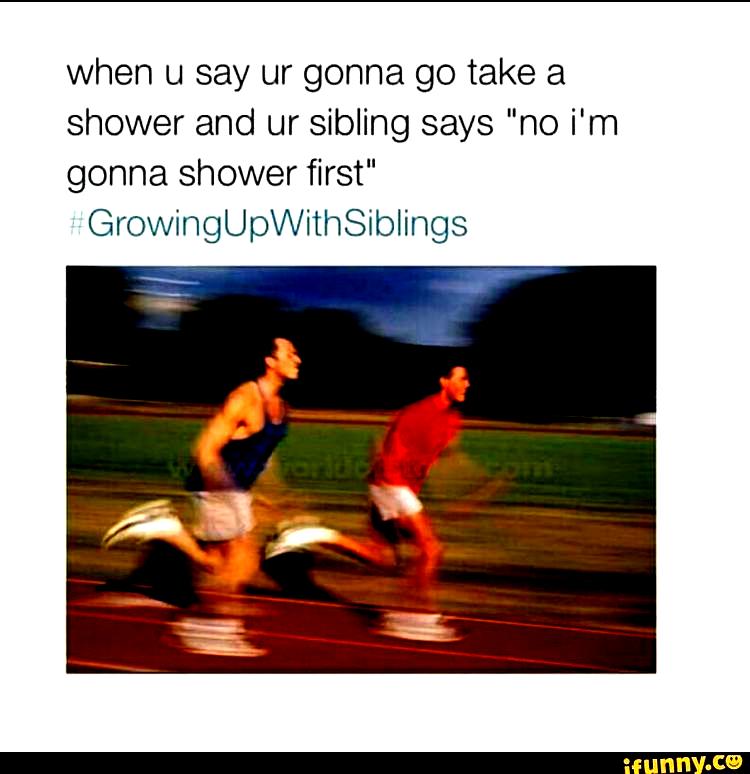 when u say ur gonna go take a
shower and ur sibling says "no i'm
gonna shower first"
#GrowingUpWithSiblings
ifunny.co